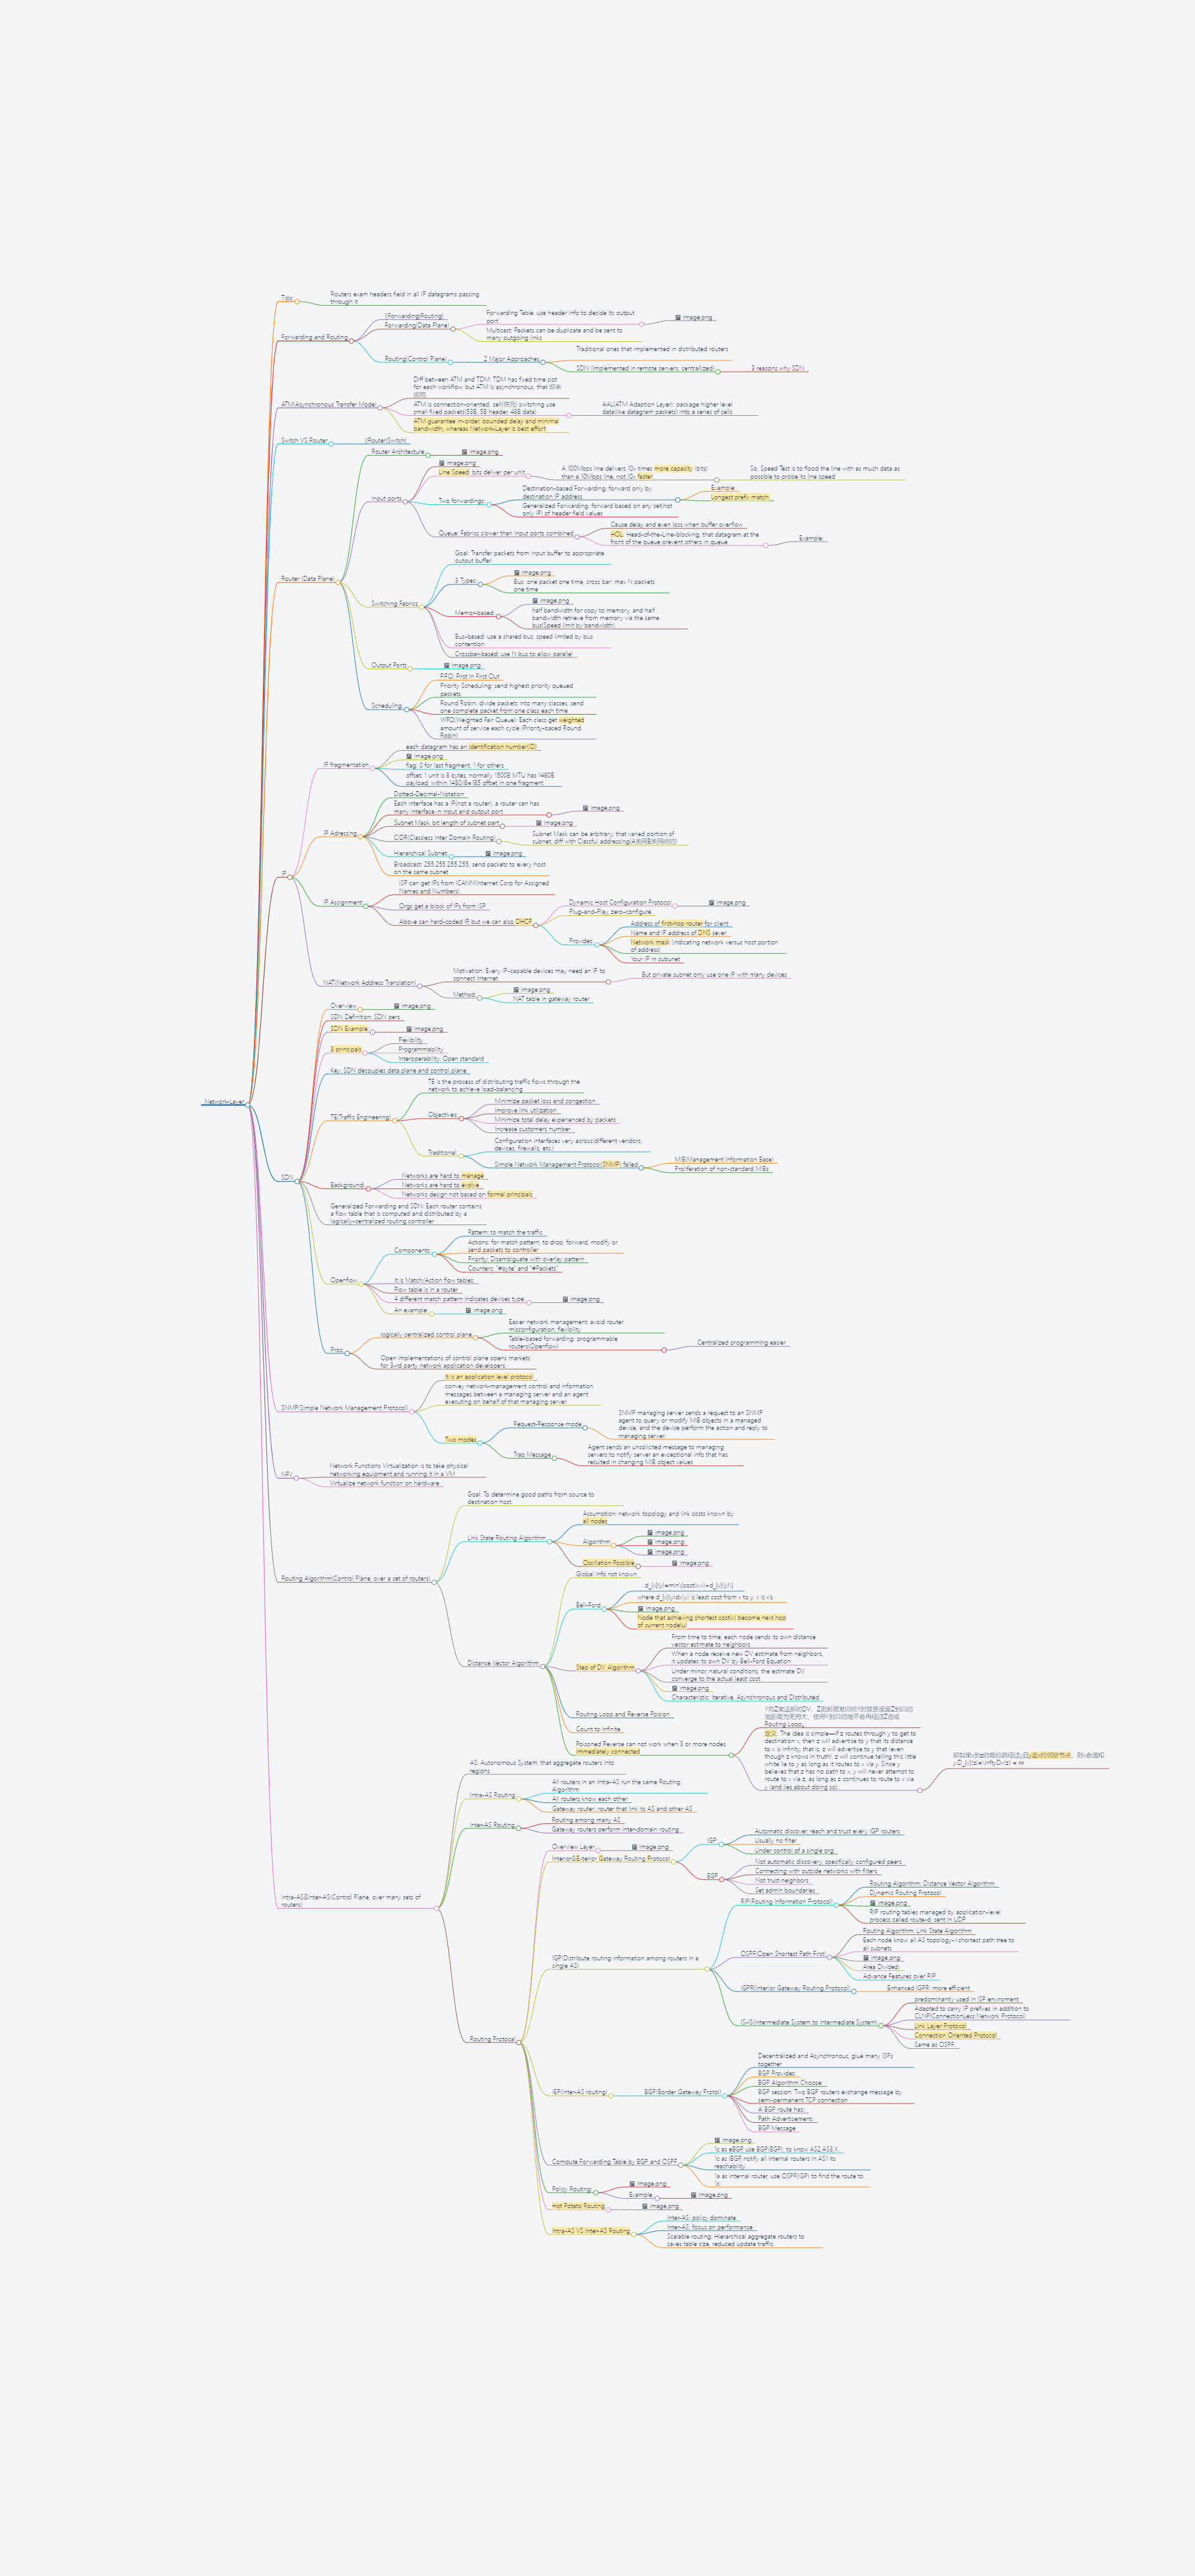 Network-Layer
Tips:
Routers exam headers field in all IP datagrams passing
through it
Forwarding and Routing
[[Forwarding|Routing]
Forwarding(Data Plane)
Forwarding Table: use header info to decide its output
port
image.png
Multicast: Packets can be duplicate and be sent to
many outgoing links
Routing(Control Plane)
2 Major Approaches
Traditional ones that implemented in distributed routers
SDN (implemented in remote servers, centrallized)
3 reasons why SDN
ATM(Asynchronous Transfer Mode)
Diff between ATM and TDM: TDM has fixed time slot
for each workflow, but ATM is asynchronous, that 即来
即用
ATM is connection-oriented, cell(信元) switching use
small fixed packets(53B, 5B header, 48B data)
AAL(ATM Adaption Layer): package higher level
data(like datagram packets) into a series of cells
ATM guarantee in-order, bounded delay and minimal
bandwidth, whereas Network-Layer is best effort
Switch VS Router
[[Router|Switch]
Router (Data Plane)
Router Architecture
image.png
Input ports
image.png
Line Speed: bits deliver per unit
A 100Mbps line delivers 10x times more capacity (bits)
than a 10Mbps line, not 10x faster.
So, Speed Test is to flood the line with as much data as
possible to probe its line speed
Two forwardings:
Destination-based Forwarding: forward only by
destination IP address
Example:
Longest prefix match:
Generalized Forwarding: forward based on any set(not
only IP) of header field values
Queue: Fabrics slower than input ports combined
Cause delay and even loss when buffer overflow
HOL: Head-of-the-Line-blocking, that datagram at the
front of the queue prevent others in queue
Example:
Switching Fabrics
Goal: Transfer packets from input buffer to appropriate
output buffer
3 Types:
image.png
Bus: one packet one time, cross bar: max N packets
one time
Memor-based:
image.png
half bandwidth for copy to memory, and half
bandwidth retrieve from memory via the same
bus(Speed limit by bandwidth).
Bus-based: use a shared bus, speed limited by bus
contention
Crossbar-based: use N bus to allow parallel
Output Ports
image.png
Scheduling:
FIFO: First in First Out
Priority Scheduling: send highest priority queued
packets
Round Robin: divide packets into many classes, send
one complete packet from one class each time
WFQ(Weighted Fair Queue): Each class get weighted
amount of service each cycle (Priority-based Round
Robin)
IP
IP fragmentation
each datagram has an identification number(ID)
image.png
flag: 0 for last fragment, 1 for others
offset: 1 unit is 8 bytes, normally 1500B MTU has 1480B
payload, within 1480/8=185 offset in one fragment
IP Adressing
Dotted-Decimal-Notation
Each interface has a IP(not a router), a router can has
many interface in input and output port
image.png
Subnet Mask: bit length of subnet part
image.png
CIDR(Classless Inter Domain Routing)
Subnet Mask can be arbitrary, that varied portion of
subnet, diff with Classful addressing(A类网B类网络的)
Hierarchical Subnet:
image.png
Broadcast: 255.255.255.255, send packets to every host
on the same subnet
IP Assignment
ISP can get IPs from ICANN(Internet Corp for Assigned
Names and Numbers)
Orgs get a block of IPs from ISP
Above can hard-coded IP, but we can also DHCP
Dynamic Host Configuration Protocol
image.png
Plug-and-Play, zero-configure
Provides:
Address of first-hop router for client
Name and IP address of DNS sever
Network mask (indicating network versus host portion
of address)
Your IP in subunet
NAT(Network Address Translation)
Motivation: Every IP-capable devices may need an IP to
connect Internet
But private subnet only use one IP with many devices
Method:
image.png
NAT table in gateway router
SDN
Overview
image.png
SDN Definition: SDN pers
SDN Example:
image.png
3 principals
Flexibility
Programmability
Interoperability: Open standard
Key: SDN decouples data plane and control plane
TE(Traffic Engineering)
TE is the process of distributing traffic flows through the
network to achieve load-balancing
Objectives:
Minimize packet loss and congestion
Improve link utilization
Minimize total delay experienced by packets
Increase customers number
Traditional:
Configuration interfaces very across(different vendors,
devices, firewalls, etc.)
Simple Network Management Protocol(SNMP) failed
MIB(Management Information Base)
Proliferation of non-standard MIBs
Background:
Networks are hard to manage
Networks are hard to evolve
Networks design not based on formal principals
Generalized Forwarding and SDN: Each router contains
a flow table that is computed and distributed by a
logically-centralized routing controller
Openflow
Components:
Pattern: to match the traffic
Actions: for match pattern, to drop, forward, modify or
send packets to controller
Priority: Disambiguate with overlay pattern
Counters: "#byte" and "#Packets"
It is Match/Action flow tables,
Flow table is in a router
4 different match pattern indicates devices type:
image.png
An example:
image.png
Pros:
logically centralized control plane
Easier network management: avoid router
misconfiguration, flexibility
Table-based forwarding: programmable
routers(Openflow)
Centralized programming easier
Open implementations of control plane opens markets
for 3-rd party network application developers
SNMP(Simple Network Management Protocol)
It is an application level protocol
convey network-management control and information
messages between a managing server and an agent
executing on behalf of that managing server
Two modes
Request-Response mode
SNMP managing server sends a request to an SNMP
agent to query or modify MIB objects in a managed
device, and the device perform the action and reply to
managing server.
Trap Message
Agent sends an unsolicited message to managing
servers to notify server an exceptional info that has
resulted in changing MIB object values
NFV
Network Functions Virtualization is to take physical
networking equipment and running it in a VM
Virtualize network function on hardware
Routing Algorithm(Control Plane, over a set of routers)
Goal: To determine good paths from source to
destination host.
Link State Routing Algorithm
Assumption: network topology and link costs known by
all nodes
Algorithm
image.png
image.png
image.png
Oscillation Possible
image.png
Distance Vector Algorithm
Global Info not known
Bell-Ford
d_{x}(y)=min\{cost(x,v)+d_{v}(y)\}
where d_{x}(y)dx(y) is least cost from x to y, v is x's
image.png
Node that achieving shortest cost(v) become next hop
of current node(u)
Step of DV Algorithm
From time to time, each node sends its own distance
vector estimate to neighbors
When a node receive new DV estimate from neighbors,
it updates its own DV by Bell-Ford Equation
Under minor, natural conditions, the estimate DV
converge to the actual least cost
image.png
Characteristic: Iterative, Asynchronous and Distributed
Routing Loop and Reverse Poision
Count to Infinite
Poisoned Reverse can not work when 3 or more nodes
immediately connected
Routing Loop。
定义: The idea is simple—if z routes through y to get to
destination x, then z will advertise to y that its distance
to x is infinity, that is, z will advertise to y that (even
though z knows in truth). z will continue telling this little
white lie to y as long as it routes to x via y. Since y
believes that z has no path to x, y will never attempt to
route to x via z, as long as z continues to route to x via
y (and lies about doing so).
y:D_{x}(z)=\inftyDx(z) = ∞
Intra-AS&Inter-AS(Control Plane, over many sets of
routers)
AS: Autonomous System, that aggregate routers into
regions
Intra-AS Routing
All routers in an Intra-AS run the same Routing
Algorithm
All routers know each other
Gateway router: router that link its AS and other AS
Inter-AS Routing
Routing among many AS
Gateway routers perform inter-domain routing
Routing Protocal
Overview Layer
image.png
Interior&Exterior Gateway Routing Protocol
IGP:
Automatic discover, reach and trust every IGP routers
Usually no filter
Under control of a single org
EGP
Not automatic discovery, specifically configured peers
Connecting with outside networks with filters
Not trust neighbors
Set admin boundaries
IGP(Distribute routing information among routers in a
single AS)
RIP(Routing Information Protocol)
Routing Algorithm: Distance Vector Algorithm
Dynamic Routing Protocol
image.png
RIP routing tables managed by application-level
process called route-d, sent in UDP
OSPF(Open Shortest Path First)
Routing Algorithm: Link State Algorithm
Each node know all AS topology->shortest path tree to
all subnets
image.png
Area Divided:
Advance Features over RIP
IGPR(Interior Gateway Routing Protocol)
Enhanced IGPR: more efficient
IS-IS(Intermediate System to Intermediate System)
predominantly used in ISP enviroment
Adapted to carry IP prefixes in addition to
CLNP(ConnectionLess Network Protocol)
Link Layer Protocol
Connection Oriented Protocol
Same as OSPF:
IEP(Inter-AS routing)
BGP(Border Gateway Protol)
Decentralized and Asynchronous, glue many ISPs
together
BGP Provides:
BGP Algorithm Choose:
BGP session: Two BGP routers exchange message by
semi-permanent TCP connection
A BGP route has:
Path Advertisement:
BGP Message
Compute Forwarding Table by BGP and OSPF
image.png
1c as eBGP, use BGP(EGP), to know AS2,AS3,X.
1c as iBGP, notify all internal routers in AS1 its
reachability.
1a as internal router, use OSPF(IGP) to find the route to
1c.
Policy Routing:
image.png
Example:
image.png
Hot Potato Routing
image.png
Intra-AS VS Inter-AS Routing
Inter-AS: policy dominate
Inter-AS: focus on performance
Scalable routing: Hierarchical aggregate routers to
saves table size, reduced update traffic.